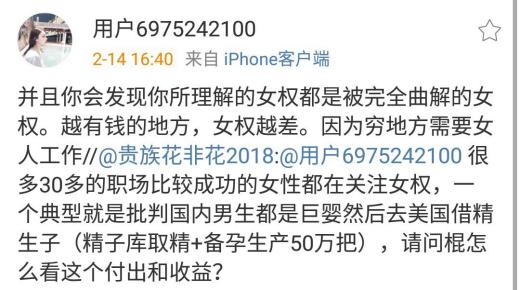 用户6975242100
2-14 16:40 来自 iPhone客户端
并且你会发现你所理解的女权都是被完全曲解的女
权。越有钱的地方，女权越差。因为穷地方需要女
人工作//@贵族花非花2018:@用户6975242100 很
多30多的职场比较成功的女性都在关注女权，一
个典型就是批判国内男生都是巨婴然后去美国借精
生子（精子库取精+备孕生产50万把），请问棍怎
么看这个付出和收益？